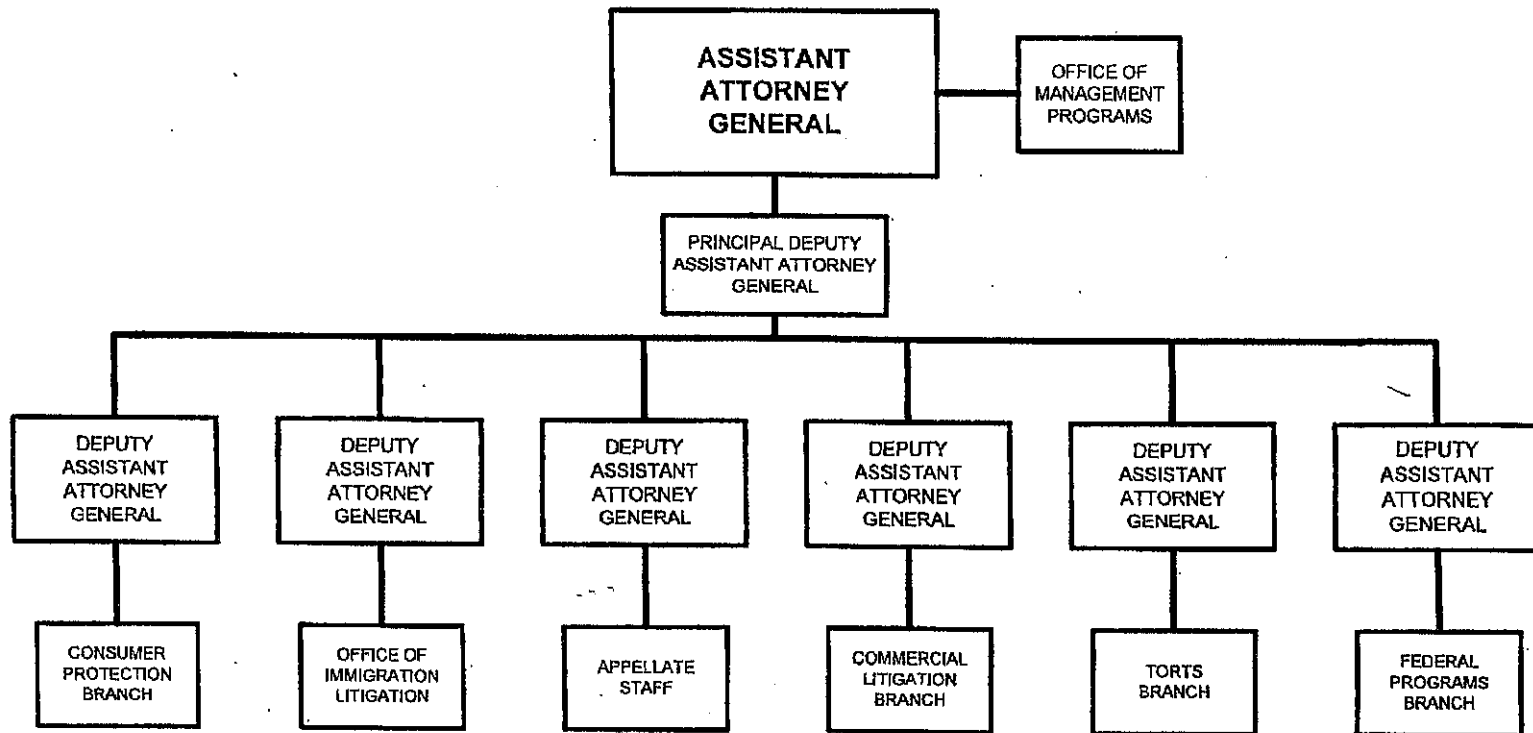 ASSISTANT
ATTORNEY
GENERAL
OFFICE OF
MANAGEMENT
PROGRAMS
PRINCIPAL DEPUTY
ASSISTANT ATTORNEY
GENERAL
DEPUTY
ASSISTANT
ATTORNEY
GENERAL
DEPUTY
ASSISTANT
ATTORNEY
GENERAL
DEPUTY
ASSISTANT
ATTORNEY
GENERAL
DEPUTY
ASSISTANT
ATTORNEY
GENERAL
DEPUTY
ASSISTANT
ATTORNEY
GENERAL
DEPUTY
ASSISTANT
ATTORNEY
GENERAL
CONSUMER
PROTECTION
BRANCH
OFFICE OF
IMMIGRATION
LITIGATION
APPELLATE
STAFF
COMMERCIAL
LITIGATION
BRANCH
TORTS
BRANCH
FEDERAL
PROGRAMS
BRANCH